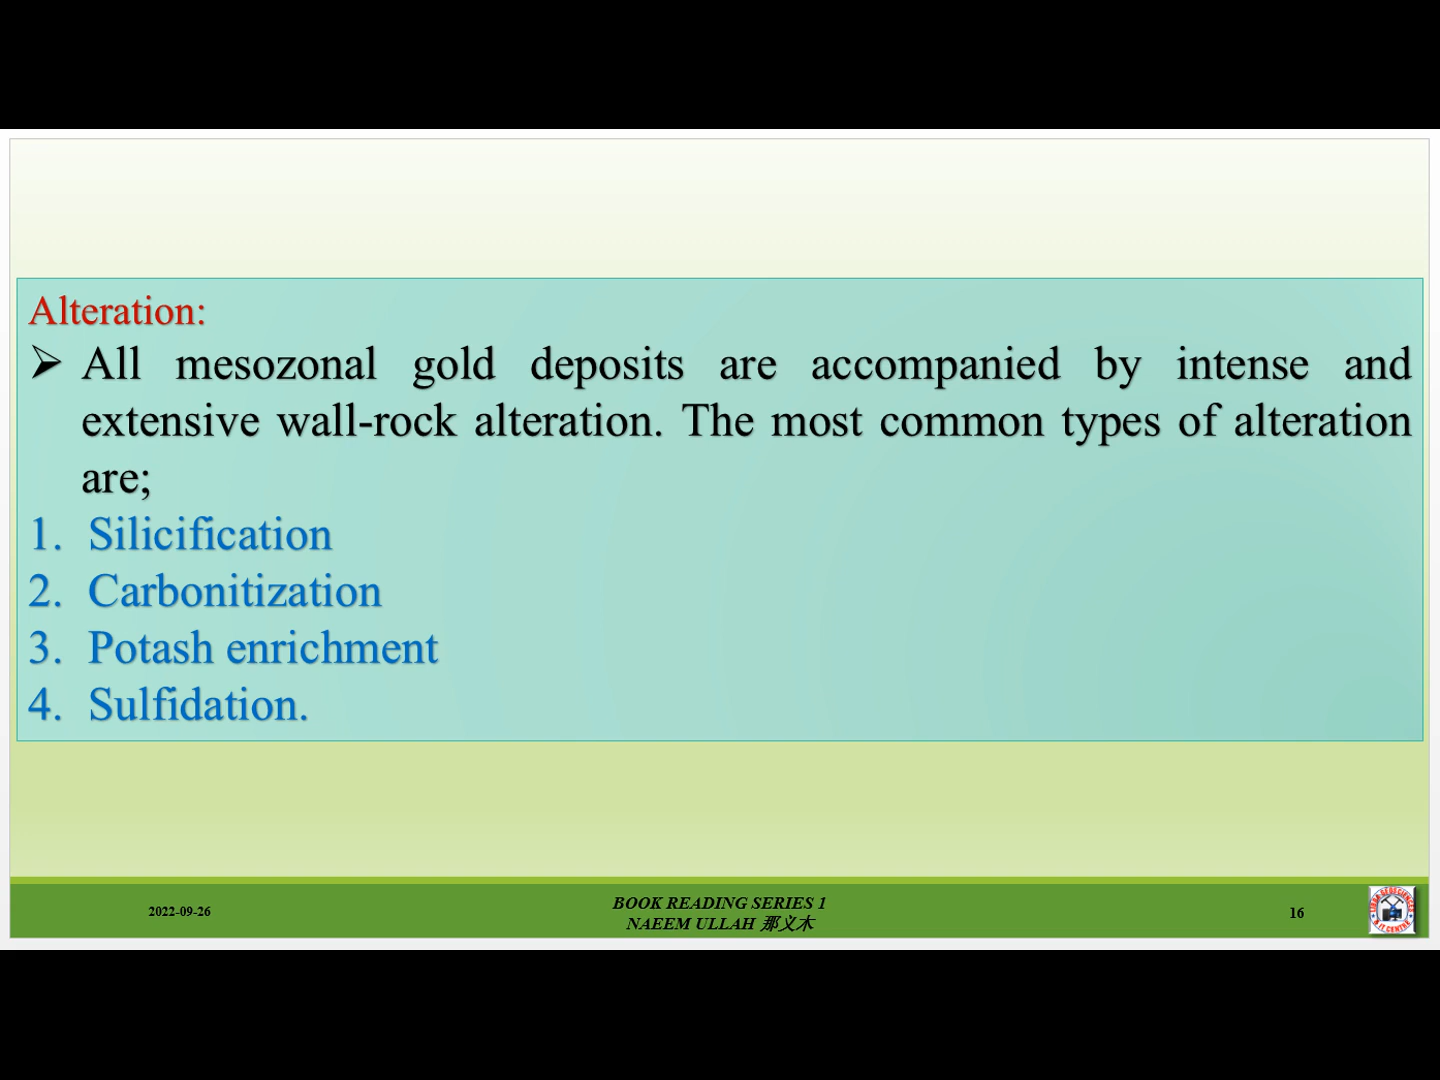 Alteration:
➢ All mesozonal gold deposits are accompanied by intense and
extensive wall-rock alteration. The most common types of alteration
are;
1. Silicification
2. Carbonitization
3. Potash enrichment
4. Sulfidation.
2022-09-26
BOOK READING SERIES 1
NAEEM ULLAH 那义木
16